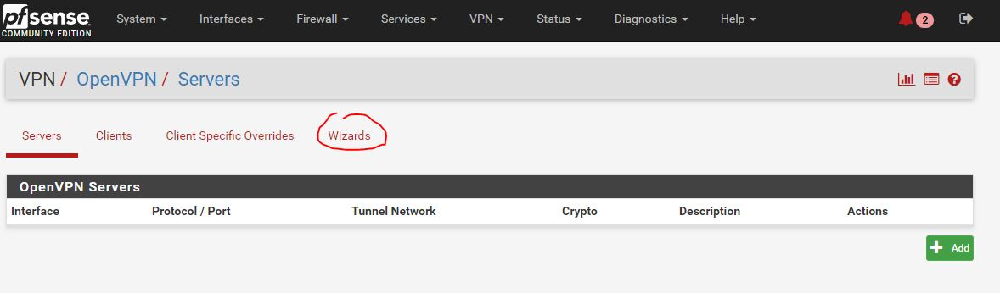 pfsense System Interfaces Firewall Services VPN Status Diagnostics Help 2
COMMUNITY EDITION
VPN / OpenVPN / Servers
Servers Clients Client Specific Overrides Wizards
OpenVPN Servers
Interface Protocol / Port Tunnel Network Crypto Description Actions
Add